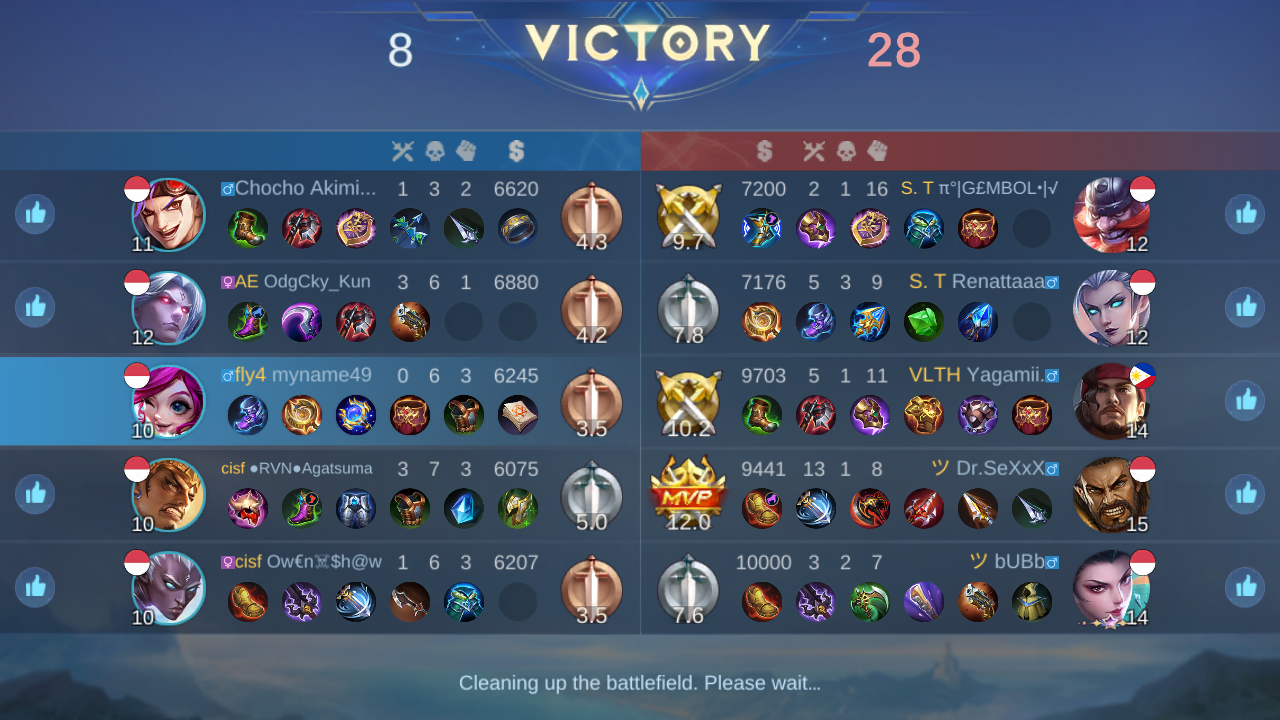 VICTORY
8
28
♂Chocho Akimi... 1 3 2 6620
11
4.3
9.7
7200 2 1 16 S. T π°|G£MBOL•|√
12
♀AE OdgCky_Kun 3 6 1 6880
12
4.2
7.8
7176 5 3 9 S. T Renattaaa♂
12
♂fly4 myname49 0 6 3 6245
10
3.5
10.2
9703 5 1 11 VLTH Yagamii.♂
14
cisf ●RVN●Agatsuma 3 7 3 6075
10
5.0
MVP
12.0
9441 13 1 8 ツ Dr.SeXxX♂
15
♀cisf Ow€n☠$h@w 1 6 3 6207
10
3.5
7.6
10000 3 2 7 ツ bUBb♂
14
Cleaning up the battlefield. Please wait...